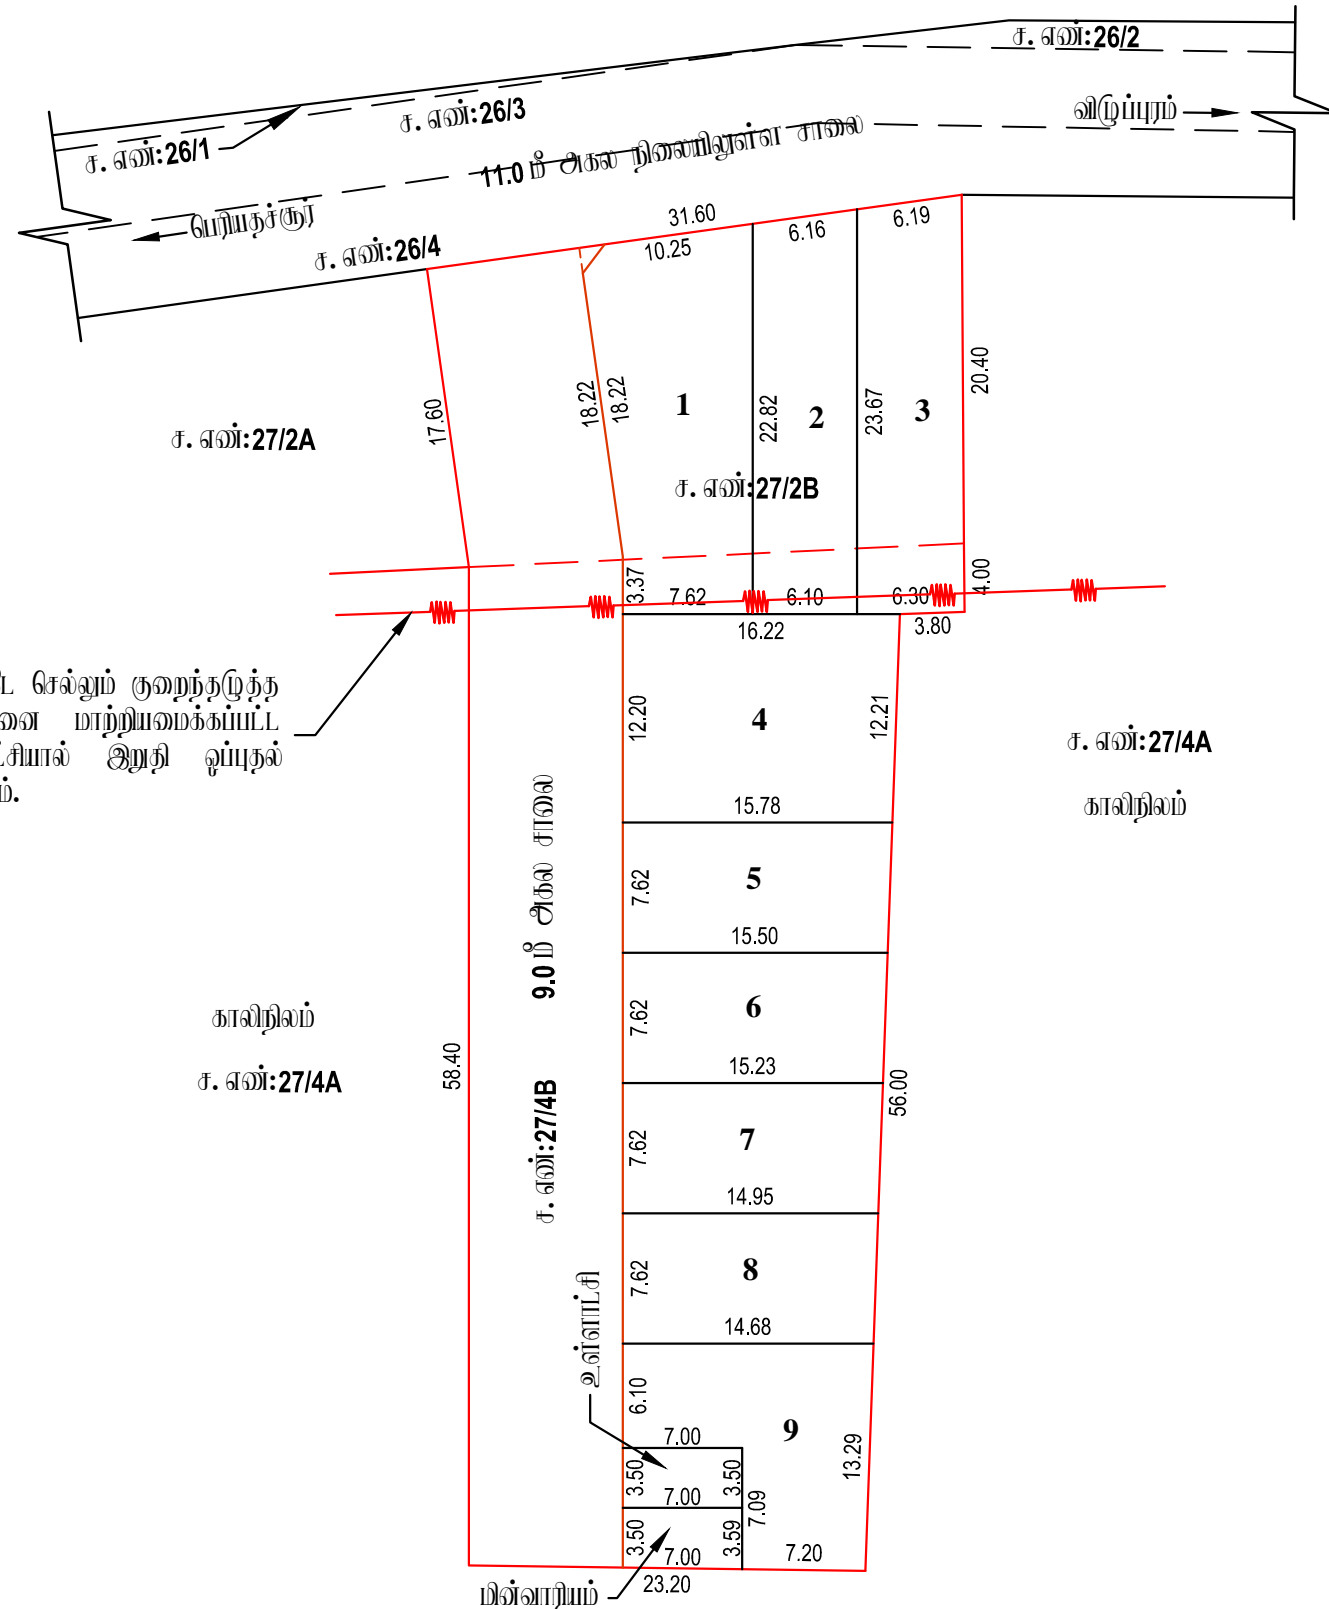 ச. எண்:26/2
விழுப்புரம்
ச. எண்:26/3
ச. எண்:26/1
11.0 மீ அகல நிலையிலுள்ள சாலை
பெரியதச்சூர்
ச. எண்:26/4
31.60
10.25
6.16
6.19
17.60
18.22
18.22
1
22.82
2
23.67
3
20.40
ச. எண்:27/2A
ச. எண்:27/2B
3.37
7.62
6.10
6.30
4.00
16.22
3.80
செல்லும் குறைந்தழுத்த
மாற்றியமைக்கப்பட்ட
இறுதி ஒப்புதல்
12.20
4
12.21
ச. எண்:27/4A
காலிநிலம்
15.78
9.0 மீ அகல சாலை
7.62
5
15.50
காலிநிலம்
ச. எண்:27/4A
58.40
7.62
6
15.23
56.00
ச. எண்:27/4B
7.62
7
14.95
7.62
8
14.68
உள்ளாட்சி
6.10
9
7.00
13.29
3.50
3.50
7.00
7.09
3.50
3.59
7.00
7.20
23.20
மின்வாரியம்